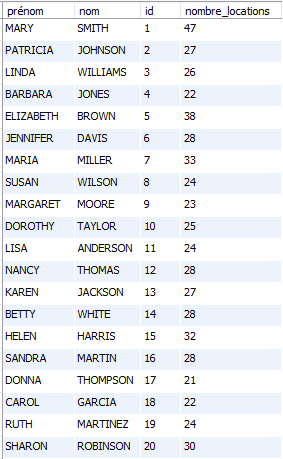 prénom nom id nombre_locations
MARY SMITH 1 47
PATRICIA JOHNSON 2 27
LINDA WILLIAMS 3 26
BARBARA JONES 4 22
ELIZABETH BROWN 5 38
JENNIFER DAVIS 6 28
MARIA MILLER 7 33
SUSAN WILSON 8 24
MARGARET MOORE 9 23
DOROTHY TAYLOR 10 25
LISA ANDERSON 11 24
NANCY THOMAS 12 28
KAREN JACKSON 13 27
BETTY WHITE 14 28
HELEN HARRIS 15 32
SANDRA MARTIN 16 28
DONNA THOMPSON 17 21
CAROL GARCIA 18 22
RUTH MARTINEZ 19 24
SHARON ROBINSON 20 30